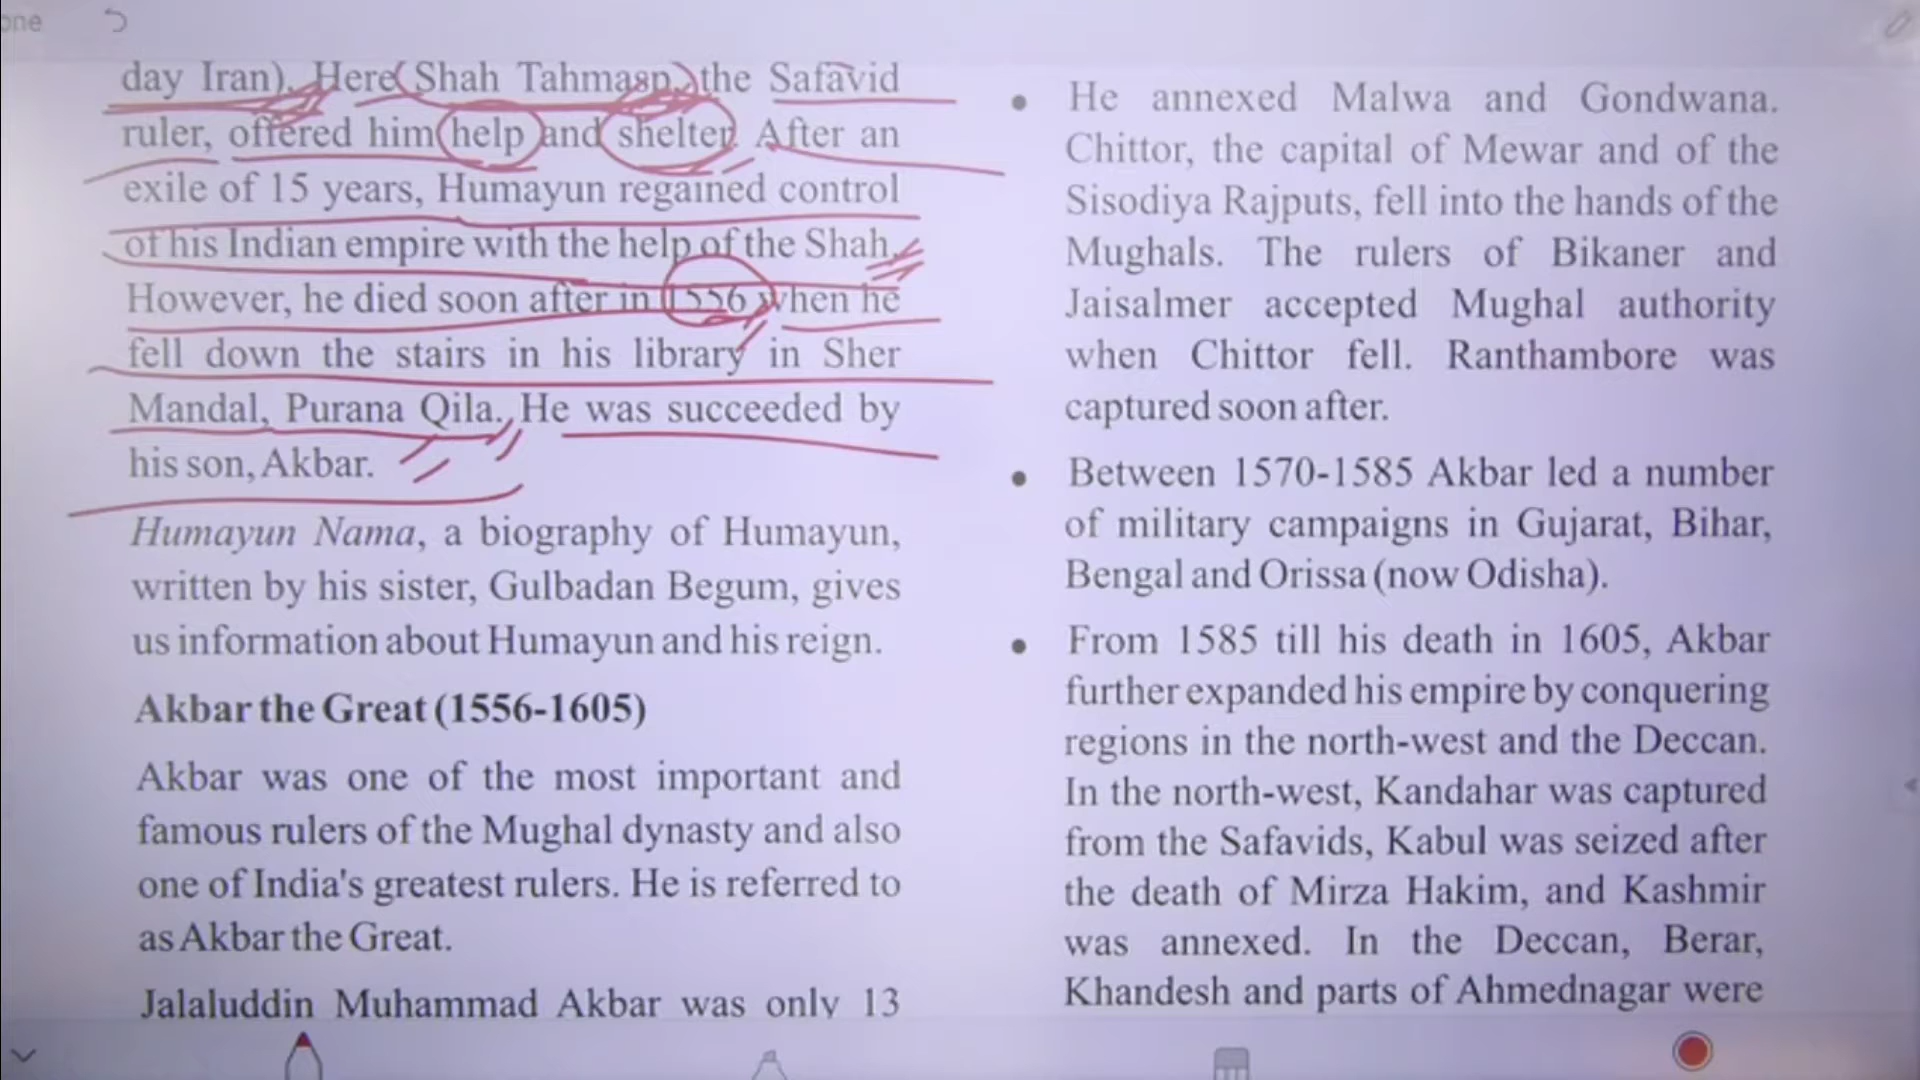 one
day Iran). Here Shah Tahmasp, the Safavid
ruler, offered him help and shelter. After an
exile of 15 years, Humayun regained control
of his Indian empire with the help of the Shah.
However, he died soon after in 1556 when he
fell down the stairs in his library in Sher
Mandal, Purana Qila. He was succeeded by
his son, Akbar.
Humayun Nama, a biography of Humayun,
written by his sister, Gulbadan Begum, gives
us information about Humayun and his reign.
Akbar the Great (1556-1605)
Akbar was one of the most important and
famous rulers of the Mughal dynasty and also
one of India's greatest rulers. He is referred to
as Akbar the Great.
Jalaluddin Muhammad Akbar was only 13
• He annexed Malwa and Gondwana.
Chittor, the capital of Mewar and of the
Sisodiya Rajputs, fell into the hands of the
Mughals. The rulers of Bikaner and
Jaisalmer accepted Mughal authority
when Chittor fell. Ranthambore was
captured soon after.
• Between 1570-1585 Akbar led a number
of military campaigns in Gujarat, Bihar,
Bengal and Orissa (now Odisha).
• From 1585 till his death in 1605, Akbar
further expanded his empire by conquering
regions in the north-west and the Deccan.
In the north-west, Kandahar was captured
from the Safavids, Kabul was seized after
the death of Mirza Hakim, and Kashmir
was annexed. In the Deccan, Berar,
Khandesh and parts of Ahmednagar were